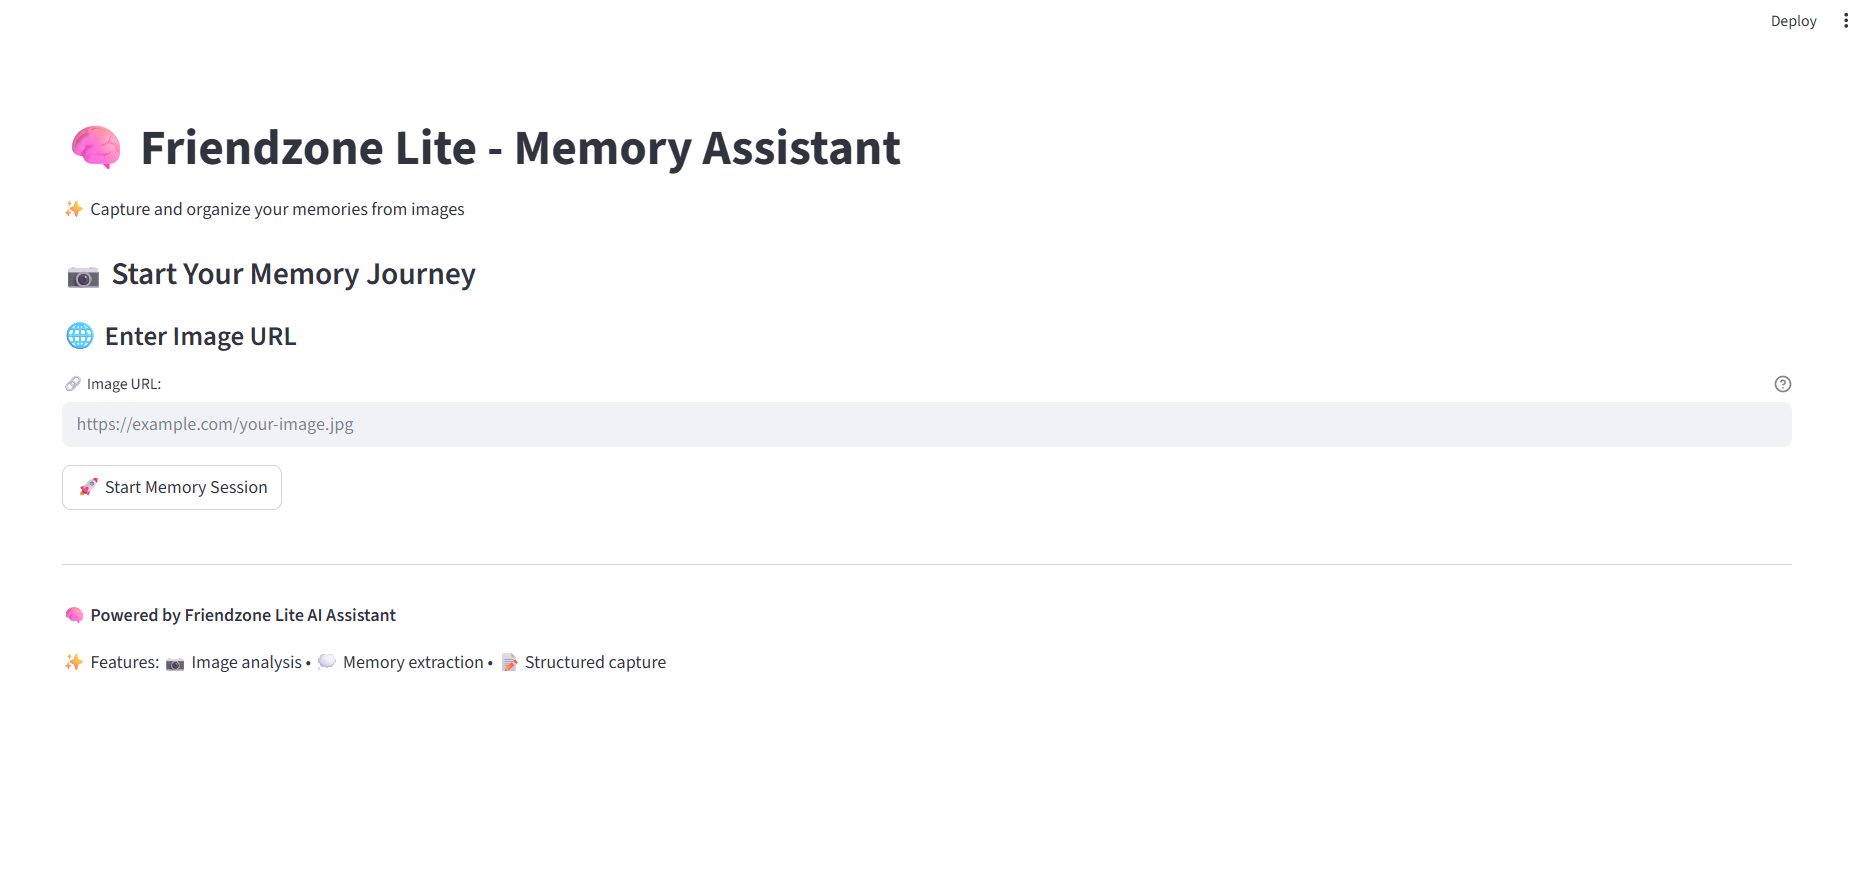 Deploy
🧠 Friendzone Lite - Memory Assistant
✨ Capture and organize your memories from images
📷 Start Your Memory Journey
🌐 Enter Image URL
🔗 Image URL:
https://example.com/your-image.jpg
🚀 Start Memory Session
🧠 Powered by Friendzone Lite AI Assistant
✨ Features: 📷 Image analysis • 💭 Memory extraction • 📝 Structured capture